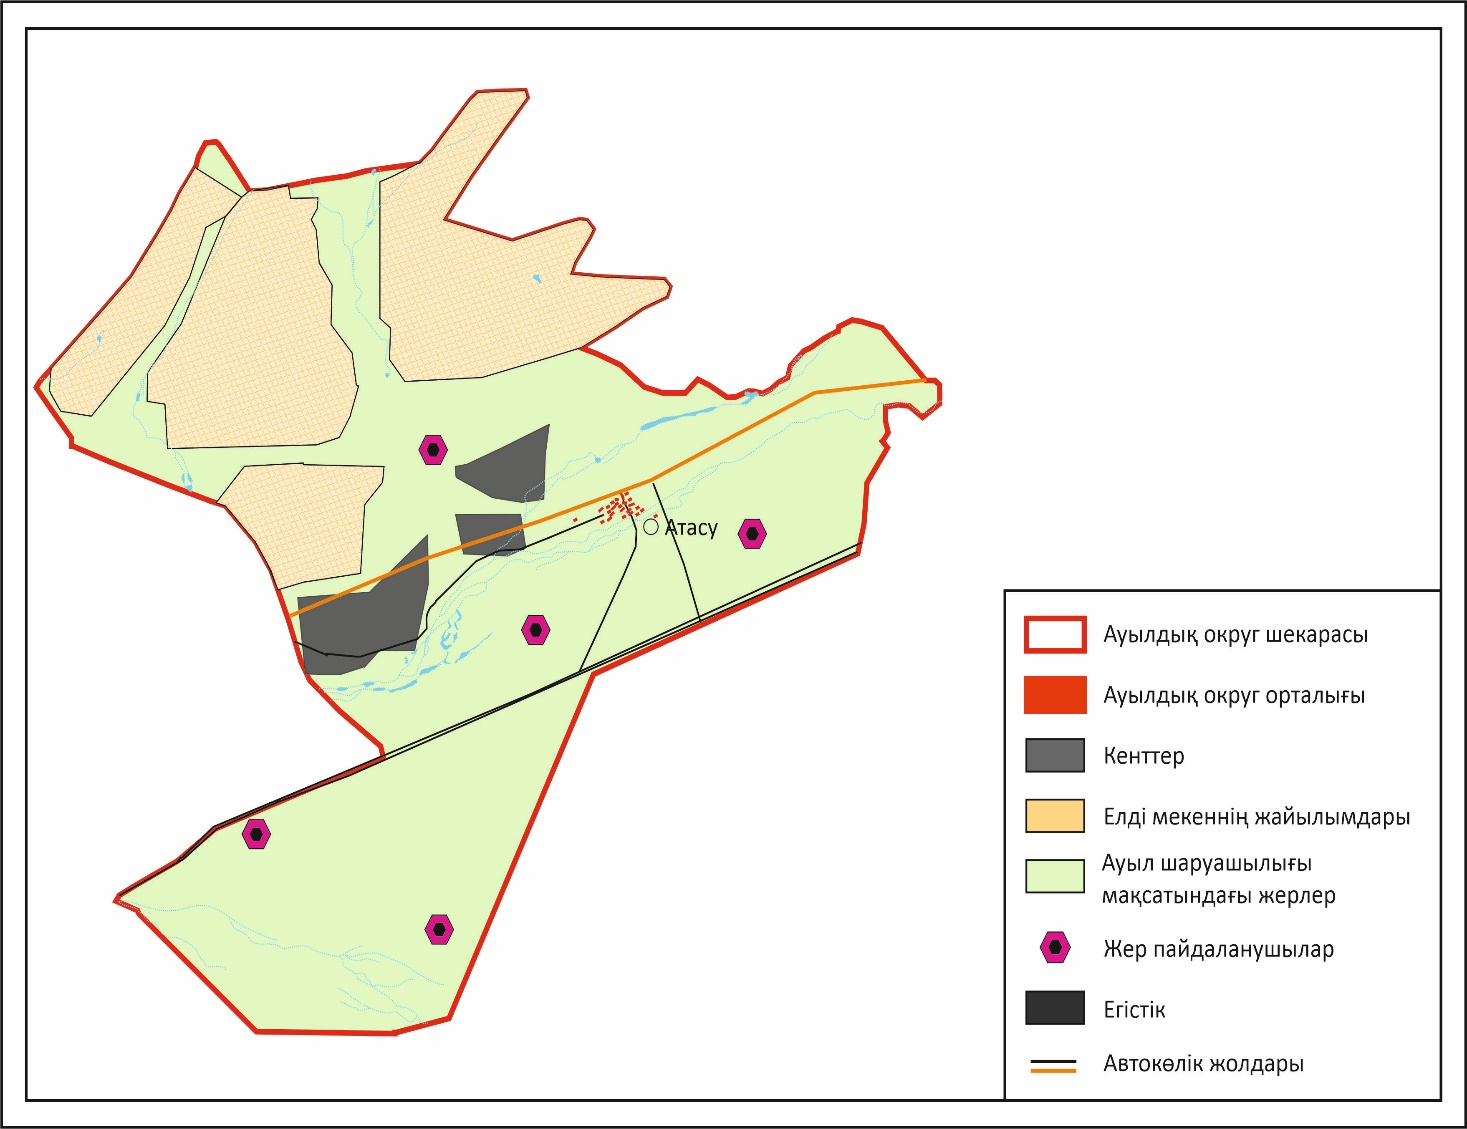 Атасу
Ауылдық округ шекарасы
Ауылдық округ орталығы
Кенттер
Елді мекеннің жайылымдары
Ауыл шаруашылығы
мақсатындағы жерлер
Жер пайдаланушылар
Егістік
Автокөлік жолдары